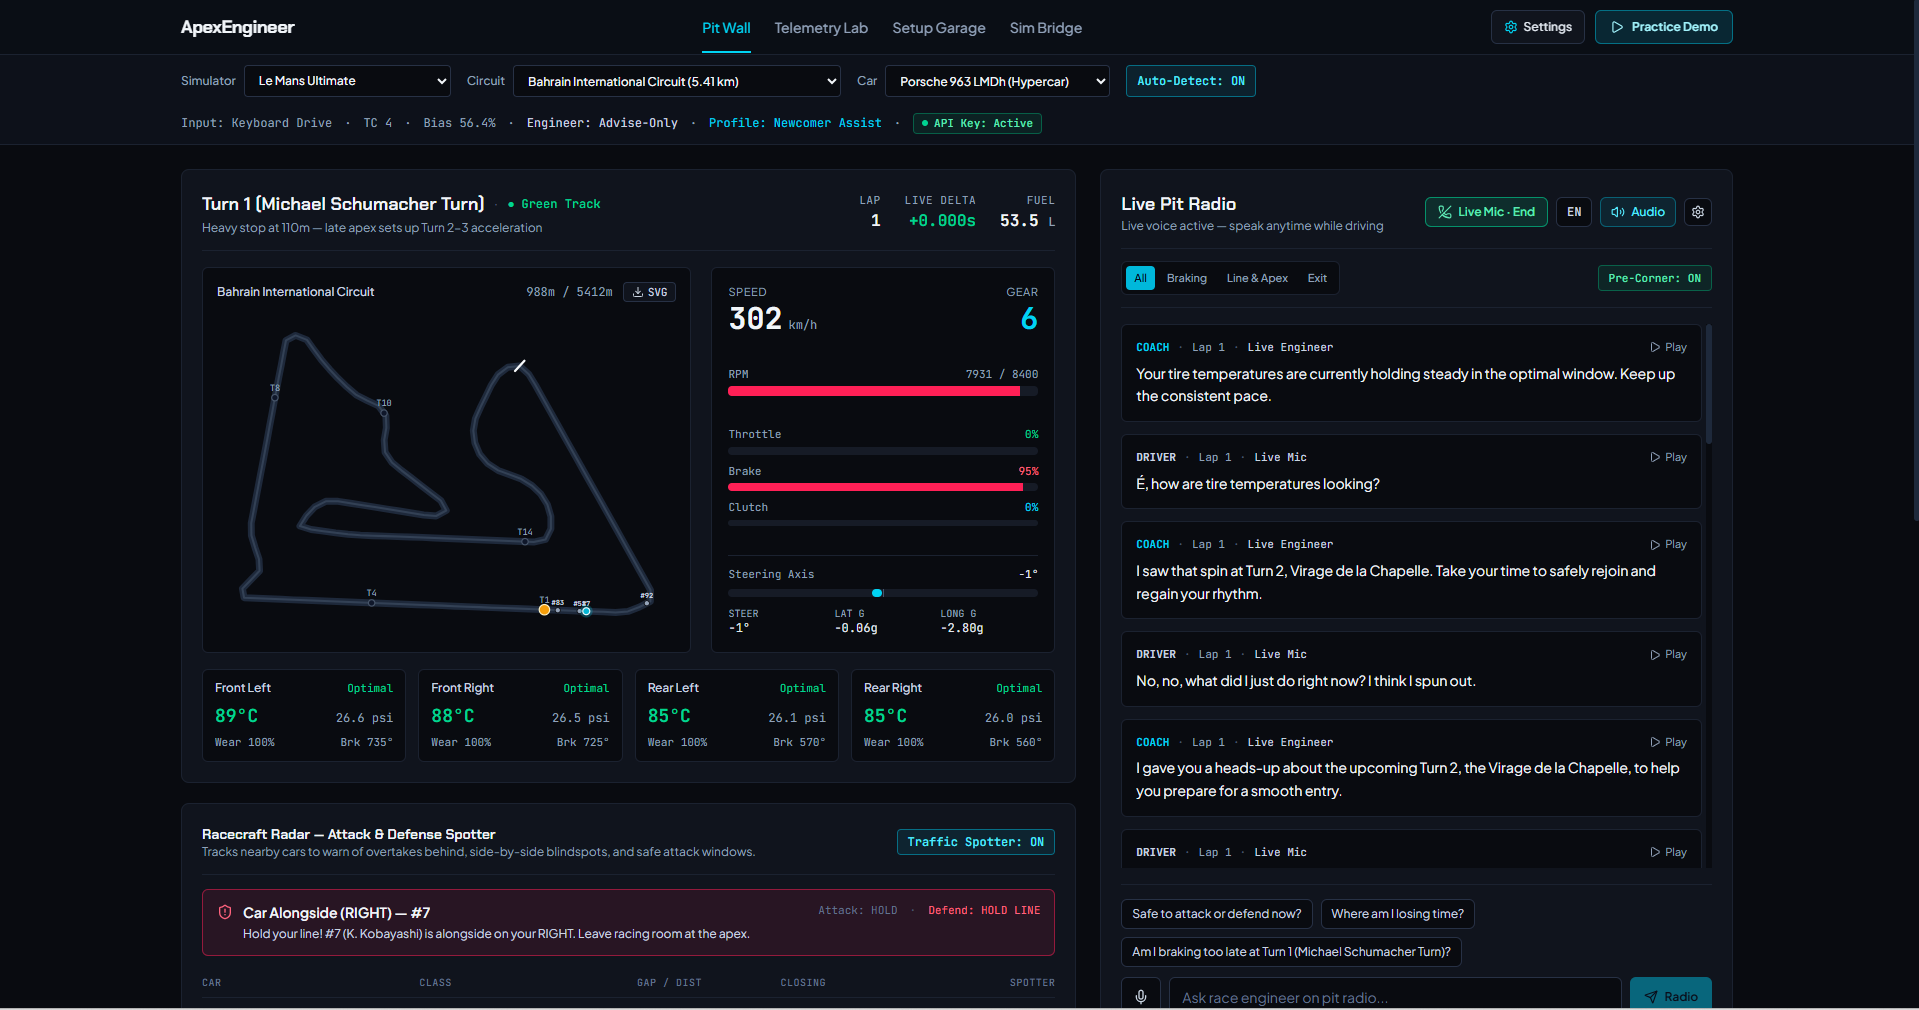 ApexEngineer
Pit Wall
Telemetry Lab
Setup Garage
Sim Bridge
Settings
Practice Demo
Simulator
Le Mans Ultimate
Circuit
Bahrain International Circuit (5.41 km)
Car
Porsche 963 LMDh (Hypercar)
Auto-Detect: ON
Input: Keyboard Drive · TC 4 · Bias 56.4% · Engineer: Advise-Only · Profile: Newcomer Assist · API Key: Active
Turn 1 (Michael Schumacher Turn) · Green Track
Heavy stop at 110m — late apex sets up Turn 2–3 acceleration
LAP
1
LIVE DELTA
+0.000s
FUEL
53.5 L
Bahrain International Circuit
988m / 5412m
SVG
T8
T10
T14
T4
T1
#83
#92
SPEED
302 km/h
GEAR
6
RPM
7931 / 8400
Throttle
0%
Brake
95%
Clutch
0%
Steering Axis
-1°
STEER
-1°
LAT G
-0.06g
LONG G
-2.80g
Front Left
Optimal
89°C
26.6 psi
Wear 100%
Brk 735°
Front Right
Optimal
88°C
26.5 psi
Wear 100%
Brk 725°
Rear Left
Optimal
85°C
26.1 psi
Wear 100%
Brk 570°
Rear Right
Optimal
85°C
26.0 psi
Wear 100%
Brk 560°
Racecraft Radar — Attack & Defense Spotter
Tracks nearby cars to warn of overtakes behind, side-by-side blindspots, and safe attack windows.
Traffic Spotter: ON
Car Alongside (RIGHT) — #7
Attack: HOLD · Defend: HOLD LINE
Hold your line! #7 (K. Kobayashi) is alongside on your RIGHT. Leave racing room at the apex.
CAR
CLASS
GAP / DIST
CLOSING
SPOTTER
Live Pit Radio
Live voice active — speak anytime while driving
Live Mic · End
EN
Audio
All
Braking
Line & Apex
Exit
Pre-Corner: ON
COACH · Lap 1 · Live Engineer
Play
Your tire temperatures are currently holding steady in the optimal window. Keep up
the consistent pace.
DRIVER · Lap 1 · Live Mic
Play
É, how are tire temperatures looking?
COACH · Lap 1 · Live Engineer
Play
I saw that spin at Turn 2, Virage de la Chapelle. Take your time to safely rejoin and
regain your rhythm.
DRIVER · Lap 1 · Live Mic
Play
No, no, what did I just do right now? I think I spun out.
COACH · Lap 1 · Live Engineer
Play
I gave you a heads-up about the upcoming Turn 2, the Virage de la Chapelle, to help
you prepare for a smooth entry.
DRIVER · Lap 1 · Live Mic
Play
Safe to attack or defend now?
Where am I losing time?
Am I braking too late at Turn 1 (Michael Schumacher Turn)?
Ask race engineer on pit radio...
Radio